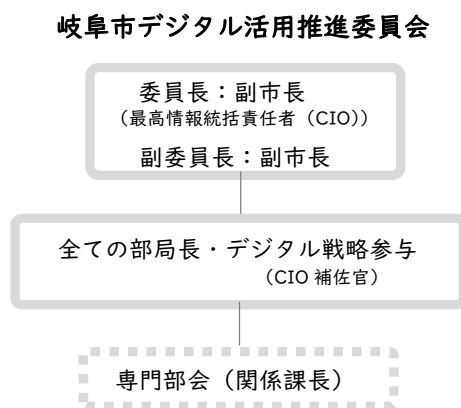 岐阜市デジタル活用推進委員会
委員長：副市長
（最高情報統括責任者（CIO））
副委員長：副市長
全ての部局長・デジタル戦略参与
（CIO 補佐官）
専門部会（関係課長）